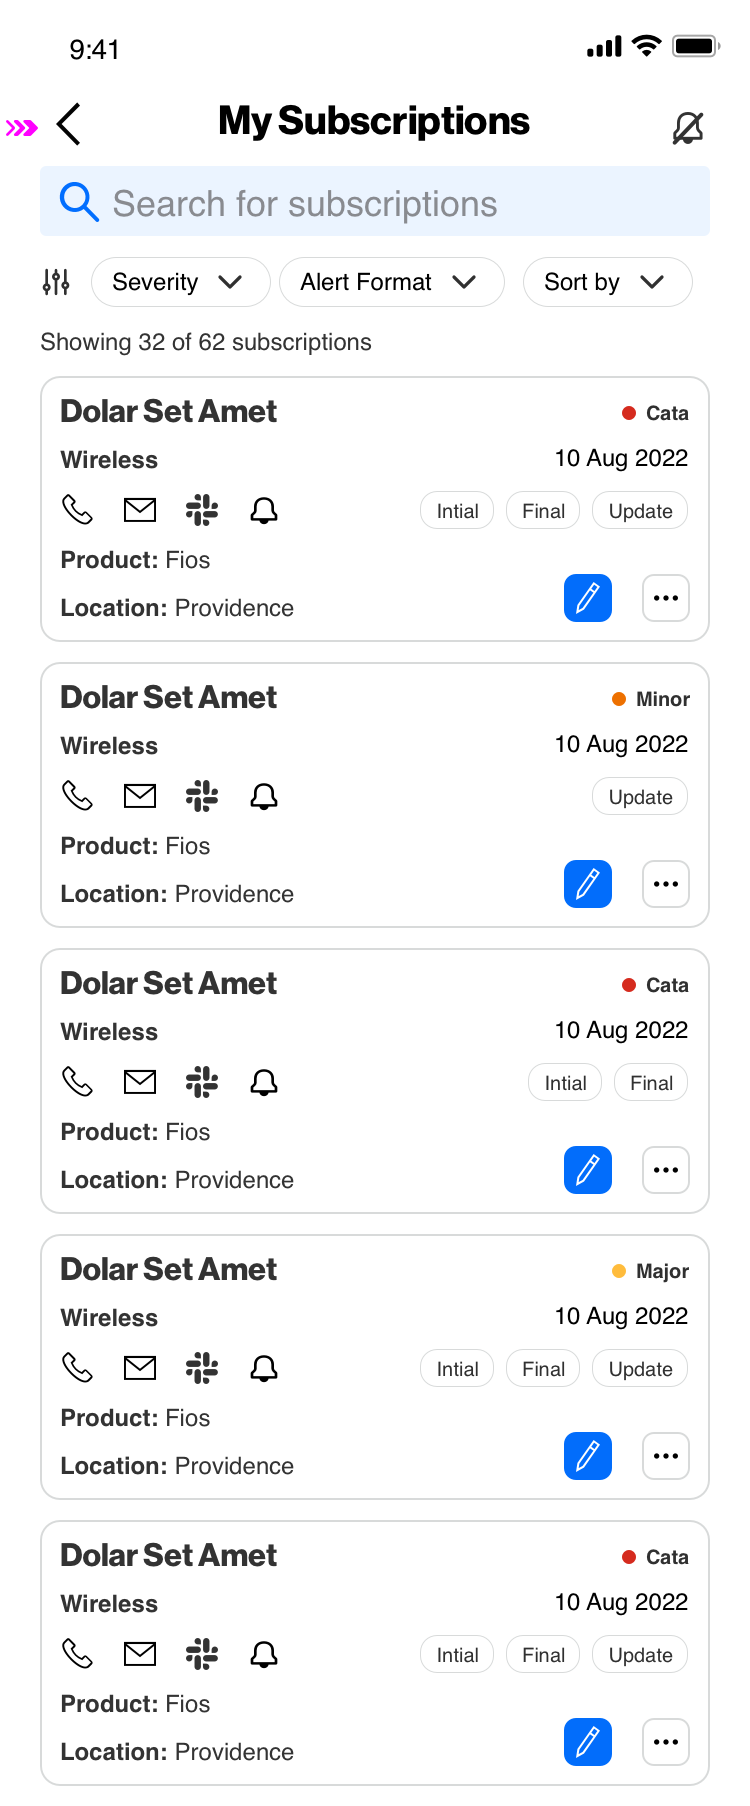 9:41
My Subscriptions
Search for subscriptions
Severity Alert Format Sort by
Showing 32 of 62 subscriptions
Dolar Set Amet Cata
Wireless 10 Aug 2022
Intial Final Update
Product: Fios
Location: Providence
Dolar Set Amet Minor
Wireless 10 Aug 2022
Update
Product: Fios
Location: Providence
Dolar Set Amet Cata
Wireless 10 Aug 2022
Intial Final
Product: Fios
Location: Providence
Dolar Set Amet Major
Wireless 10 Aug 2022
Intial Final Update
Product: Fios
Location: Providence
Dolar Set Amet Cata
Wireless 10 Aug 2022
Intial Final Update
Product: Fios
Location: Providence